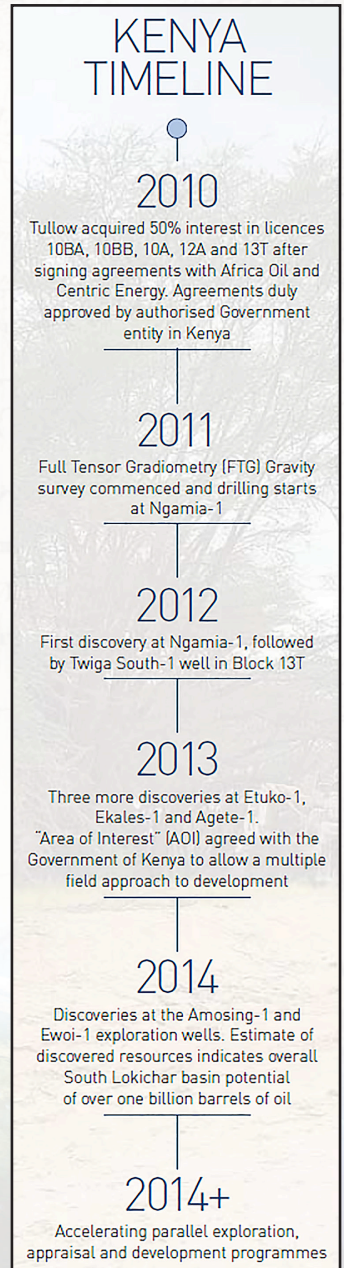 KENYA
TIMELINE
2010
Tullow acquired 50% interest in licences
10BA, 10BB, 10A, 12A and 13T after
signing agreements with Africa Oil and
Centric Energy. Agreements duly
approved by authorised Government
entity in Kenya
2011
Full Tensor Gradiometry (FTG) Gravity
survey commenced and drilling starts
at Ngamia-1
2012
First discovery at Ngamia-1, followed
by Twiga South-1 well in Block 13T
2013
Three more discoveries at Etuko-1,
Ekales-1 and Agete-1.
“Area of Interest” (AOI) agreed with the
Government of Kenya to allow a multiple
field approach to development
2014
Discoveries at the Amosing-1 and
Ewoi-1 exploration wells. Estimate of
discovered resources indicates overall
South Lokichar basin potential
of over one billion barrels of oil
2014+
Accelerating parallel exploration,
appraisal and development programmes